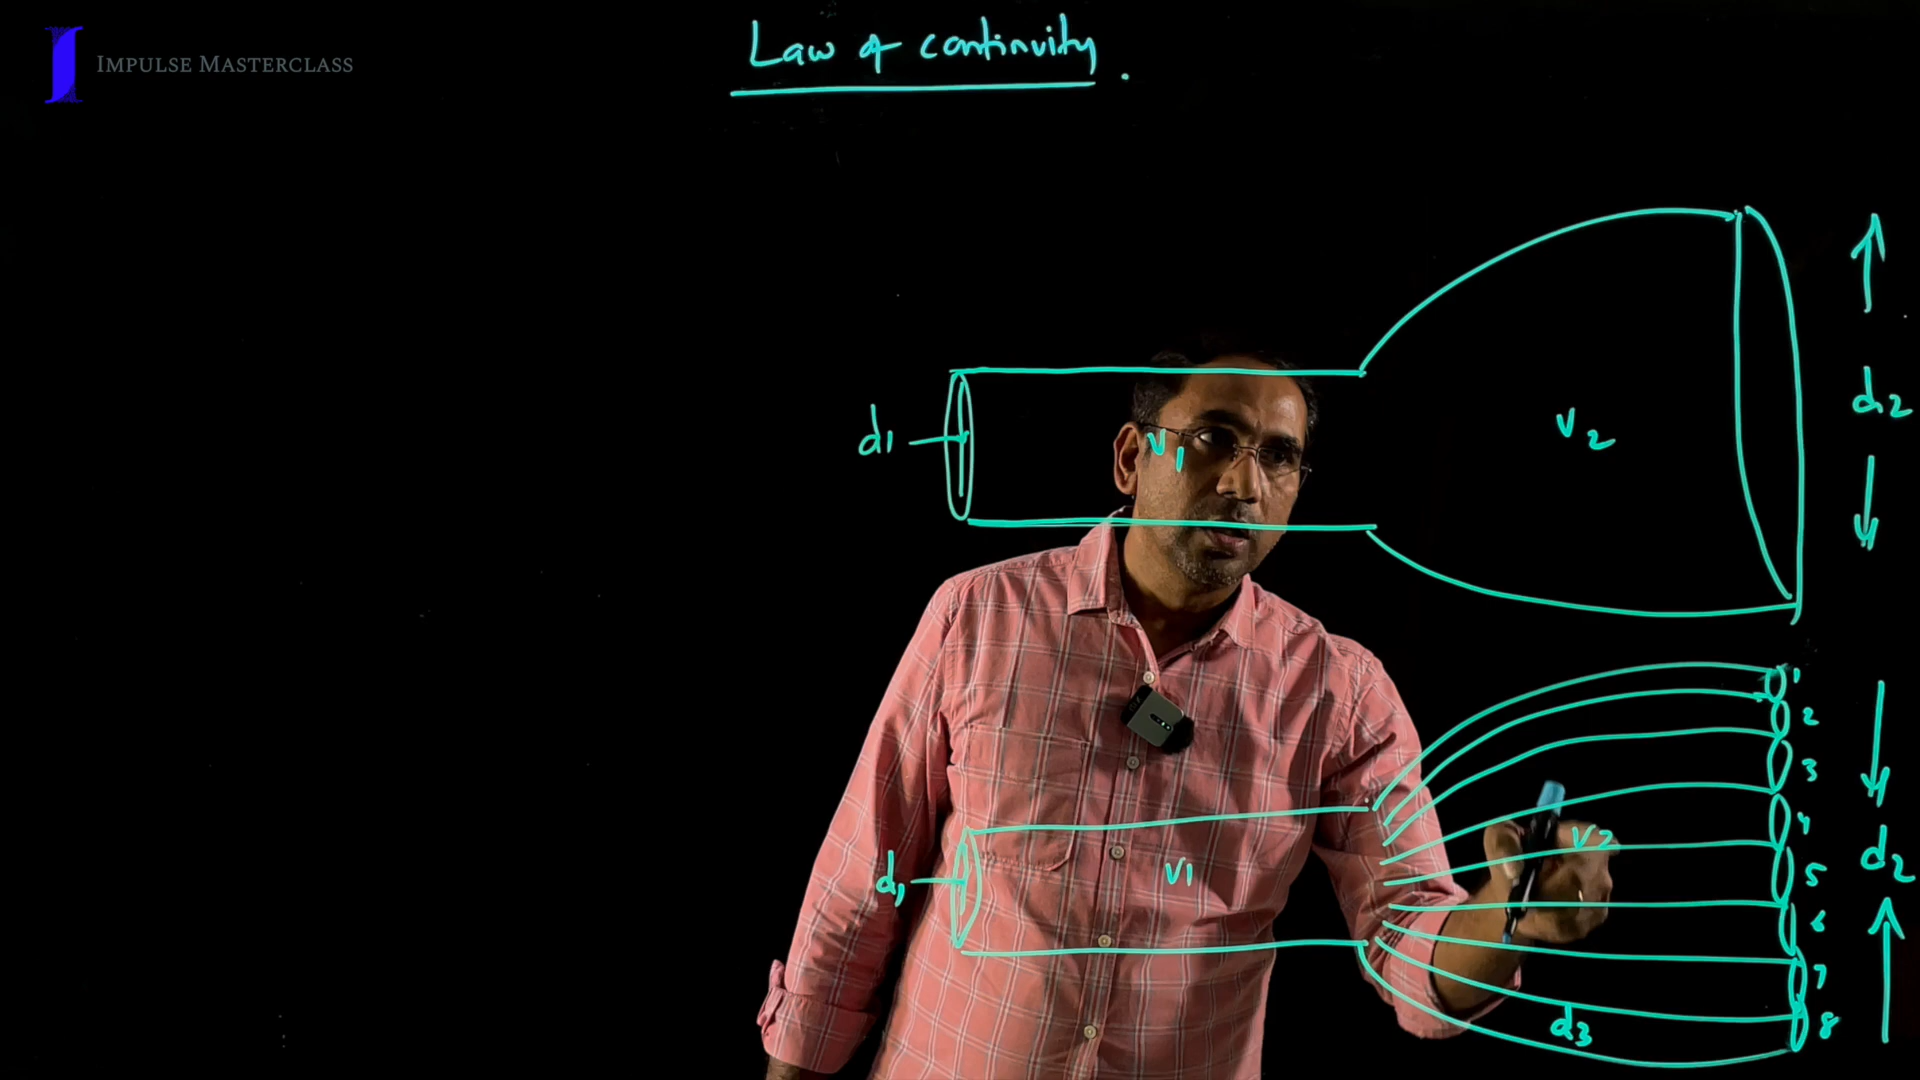 IMPULSE MASTERCLASS
Law of continuity.
d1
V1
V2
d2
d1
V1
V2
d3
1
2
3
4
5
6
7
8
d2